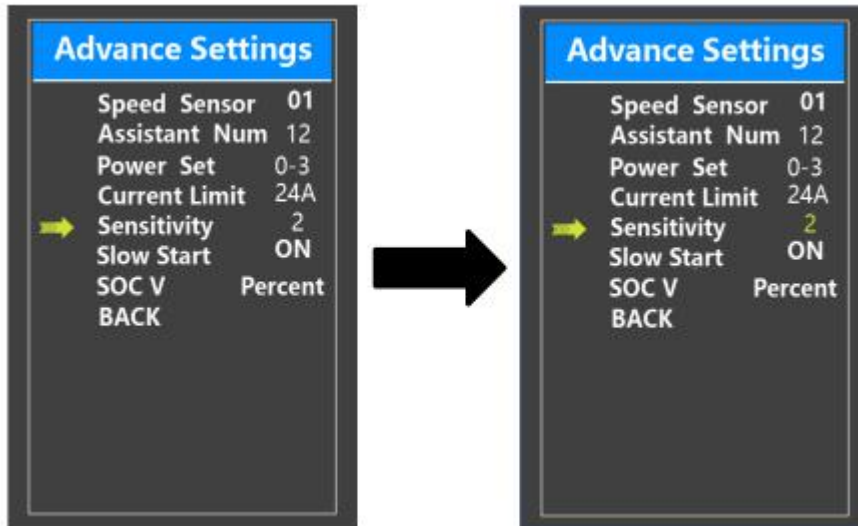 Advance Settings
Speed Sensor 01
Assistant Num 12
Power Set 0-3
Current Limit 24A
Sensitivity 2
Slow Start ON
SOC V Percent
BACK
Advance Settings
Speed Sensor 01
Assistant Num 12
Power Set 0-3
Current Limit 24A
Sensitivity 2
Slow Start ON
SOC V Percent
BACK